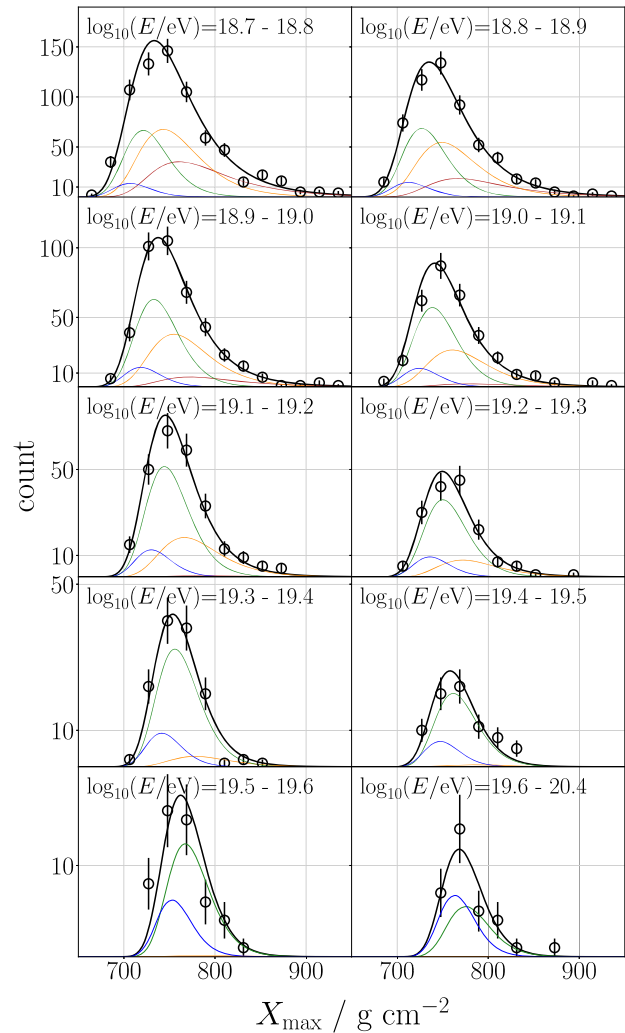 log₁₀(E/eV)=18.7 - 18.8
log₁₀(E/eV)=18.8 - 18.9
150
100
50
10
log₁₀(E/eV)=18.9 - 19.0
log₁₀(E/eV)=19.0 - 19.1
100
50
10
log₁₀(E/eV)=19.1 - 19.2
log₁₀(E/eV)=19.2 - 19.3
50
10
count
log₁₀(E/eV)=19.3 - 19.4
log₁₀(E/eV)=19.4 - 19.5
50
10
log₁₀(E/eV)=19.5 - 19.6
log₁₀(E/eV)=19.6 - 20.4
10
700 800 900 700 800 900
Xmax / g cm⁻²